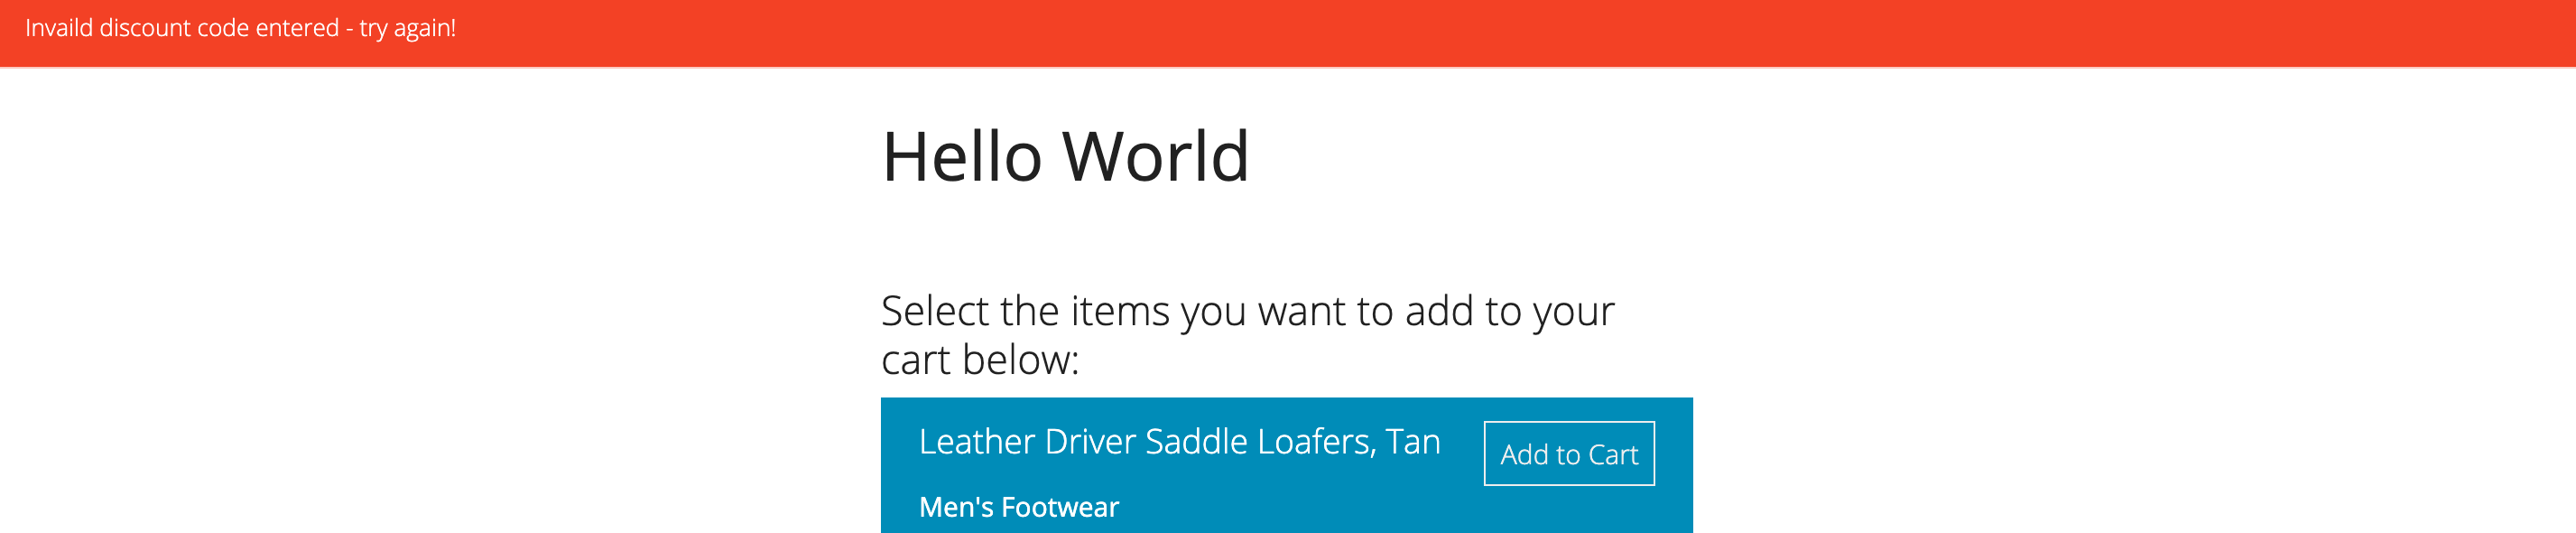 Invaild discount code entered - try again!
Hello World
Select the items you want to add to your
cart below:
Leather Driver Saddle Loafers, Tan
Add to Cart
Men's Footwear